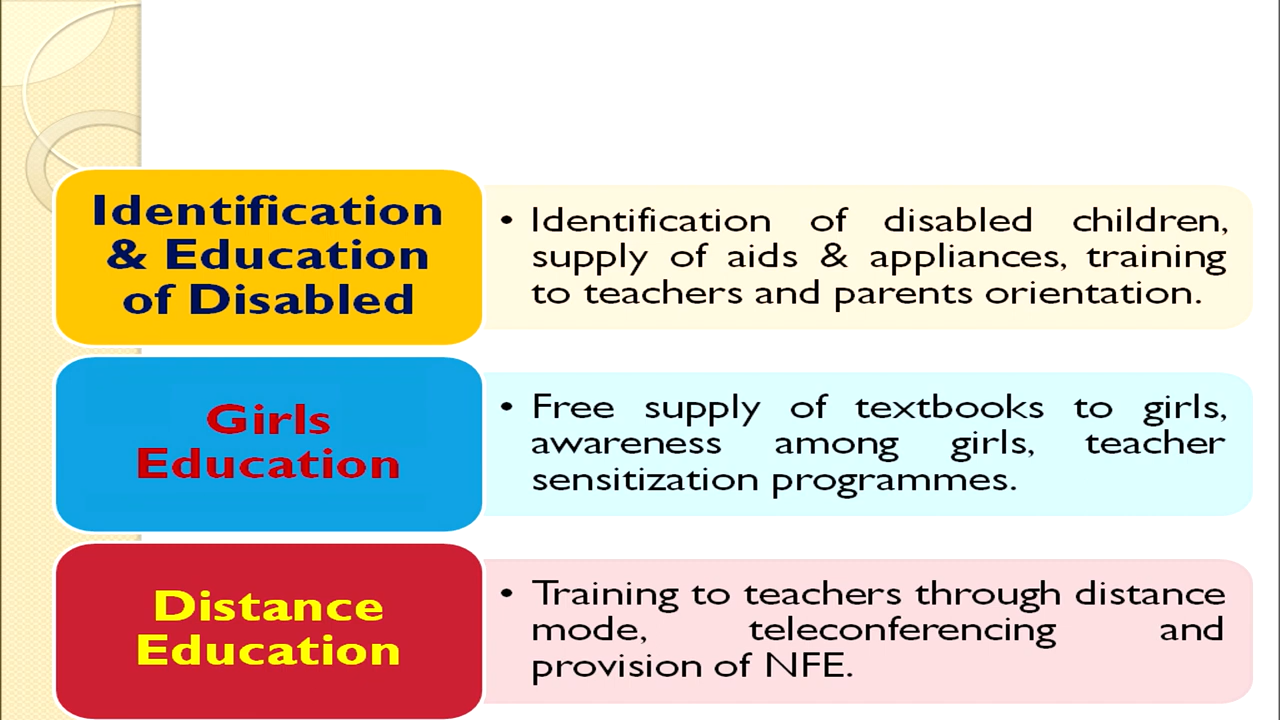 Identification
& Education
of Disabled
• Identification of disabled children,
supply of aids & appliances, training
to teachers and parents orientation.
Girls
Education
• Free supply of textbooks to girls,
awareness among girls, teacher
sensitization programmes.
Distance
Education
• Training to teachers through distance
mode, teleconferencing and
provision of NFE.